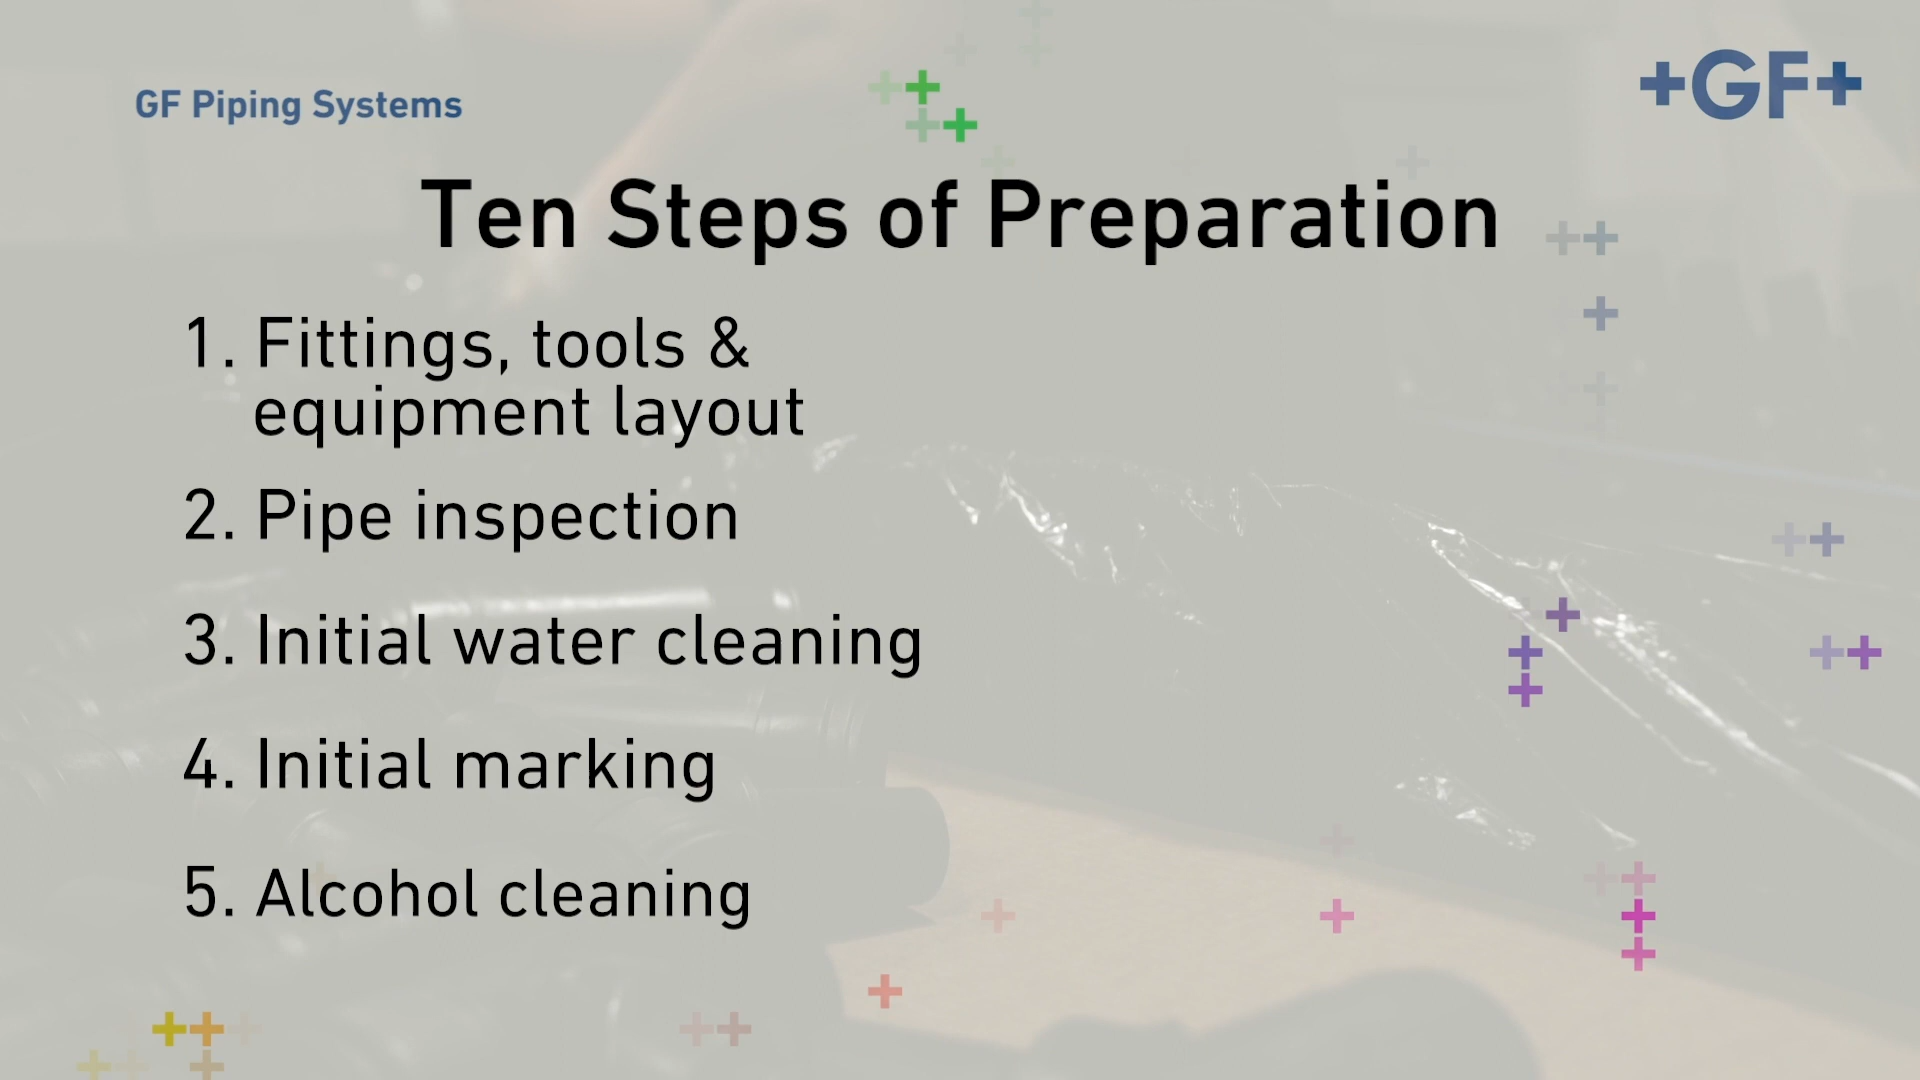 GF Piping Systems
+GF+
Ten Steps of Preparation
1. Fittings, tools &
equipment layout
2. Pipe inspection
3. Initial water cleaning
4. Initial marking
5. Alcohol cleaning